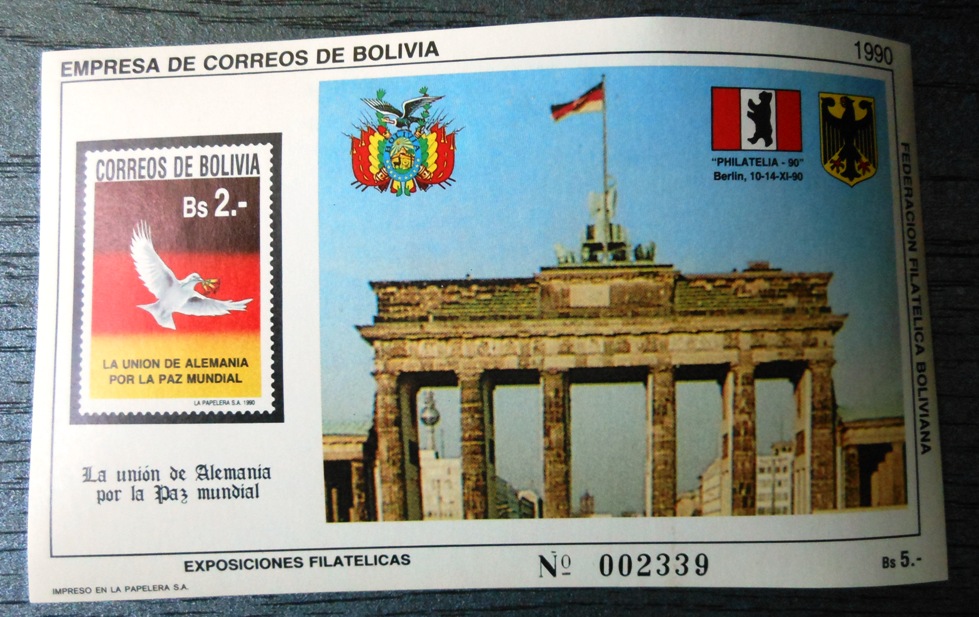 EMPRESA DE CORREOS DE BOLIVIA
1990
CORREOS DE BOLIVIA
Bs 2.-
LA UNION DE ALEMANIA
POR LA PAZ MUNDIAL
LA PAPELERA S.A. 1990
La unión de Alemania
por la Paz mundial
"PHILATELIA - 90"
Berlin, 10-14-XI-90
FEDERACION FILATELICA BOLIVIANA
EXPOSICIONES FILATELICAS
Nº 002339
Bs 5.-
IMPRESO EN LA PAPELERA S.A.